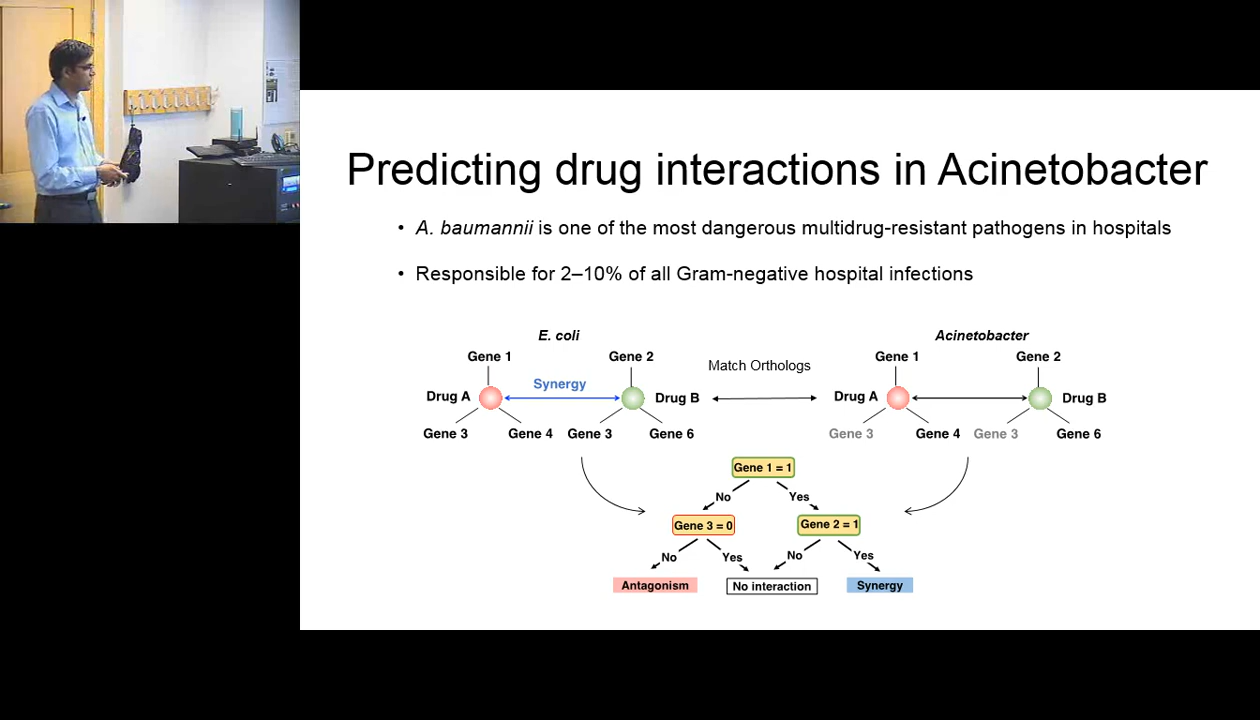 Predicting drug interactions in Acinetobacter
• A. baumannii is one of the most dangerous multidrug-resistant pathogens in hospitals
• Responsible for 2–10% of all Gram-negative hospital infections
E. coli
Acinetobacter
Gene 1
Gene 2
Match Orthologs
Gene 1
Gene 2
Drug A
Synergy
Drug B
Drug A
Drug B
Gene 3
Gene 4
Gene 3
Gene 6
Gene 3
Gene 4
Gene 3
Gene 6
Gene 1 = 1
No
Yes
Gene 3 = 0
Gene 2 = 1
No
Yes
No
Yes
Antagonism
No interaction
Synergy